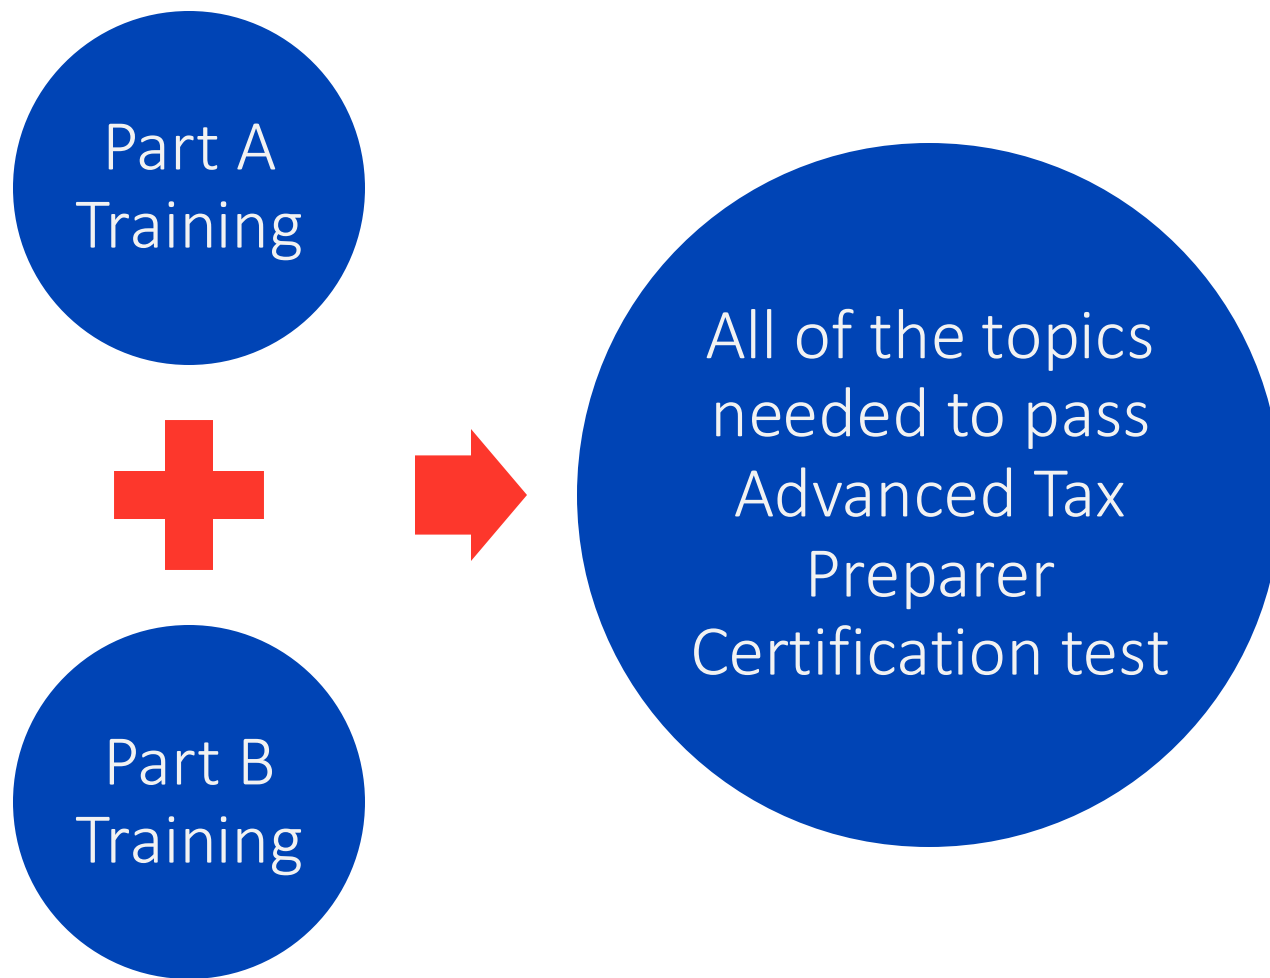 Part A
Training
Part B
Training
All of the topics
needed to pass
Advanced Tax
Preparer
Certification test